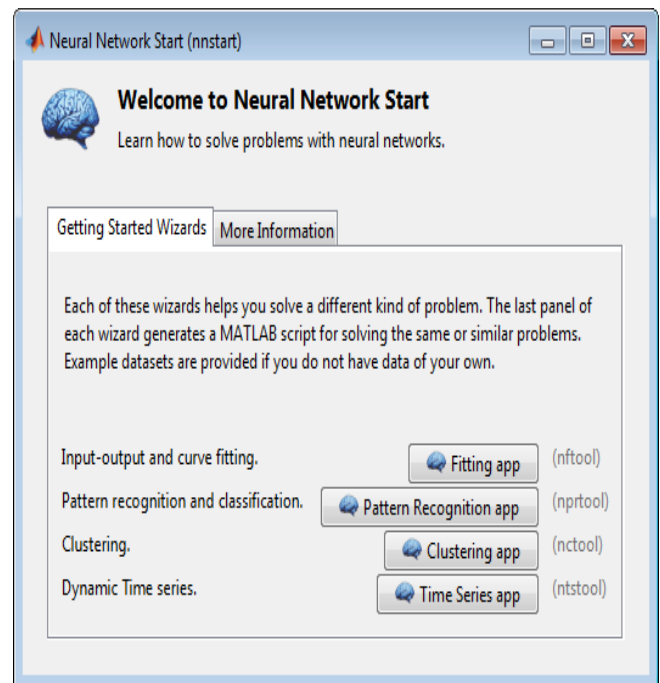 Neural Network Start (nnstart)
Welcome to Neural Network Start
Learn how to solve problems with neural networks.
Getting Started Wizards More Information
Each of these wizards helps you solve a different kind of problem. The last panel of
each wizard generates a MATLAB script for solving the same or similar problems.
Example datasets are provided if you do not have data of your own.
Input-output and curve fitting. Fitting app (nftool)
Pattern recognition and classification. Pattern Recognition app (nprtool)
Clustering. Clustering app (nctool)
Dynamic Time series. Time Series app (ntstool)